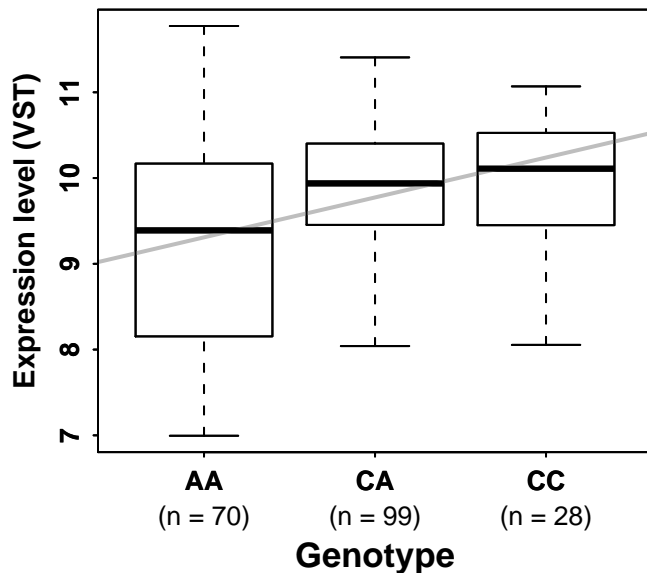 Expression level (VST)
11
10
9
8
7
AA CA CC
(n = 70) (n = 99) (n = 28)
Genotype